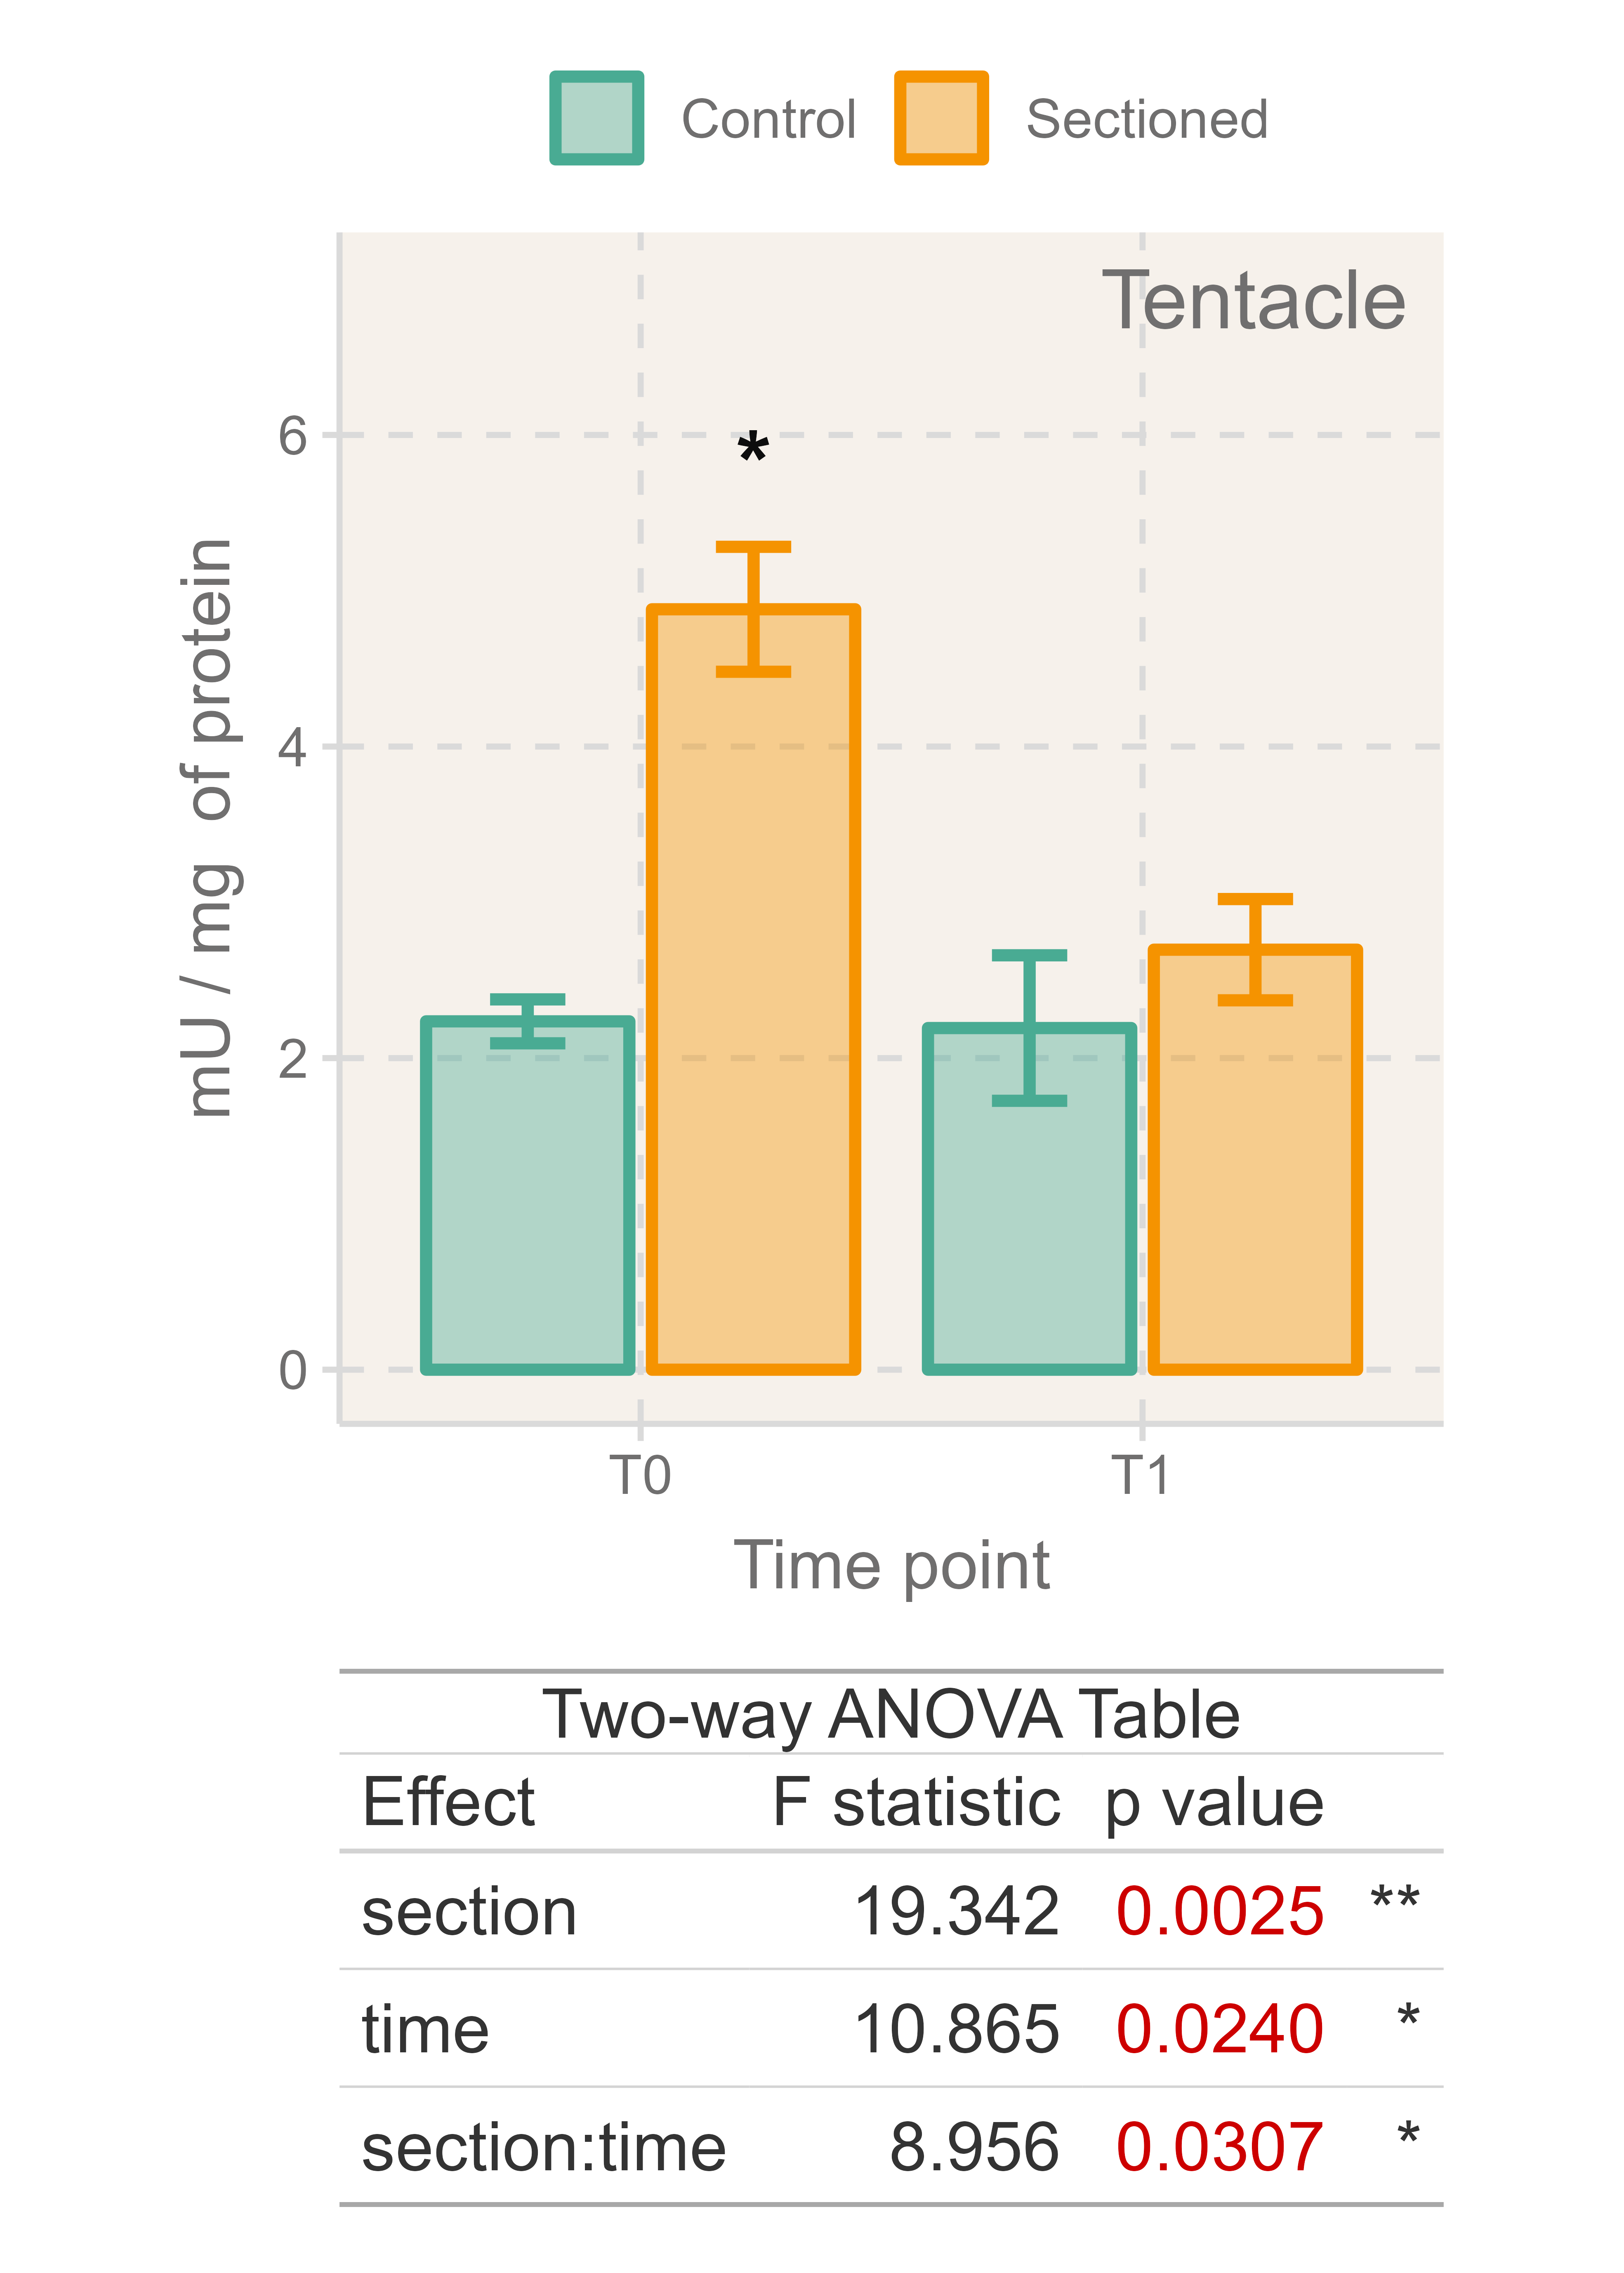 Control Sectioned
Tentacle
*
6
4
2
0
mU / mg of protein
T0 T1
Time point
Two-way ANOVA Table
Effect F statistic p value
section 19.342 0.0025 **
time 10.865 0.0240 *
section:time 8.956 0.0307 *